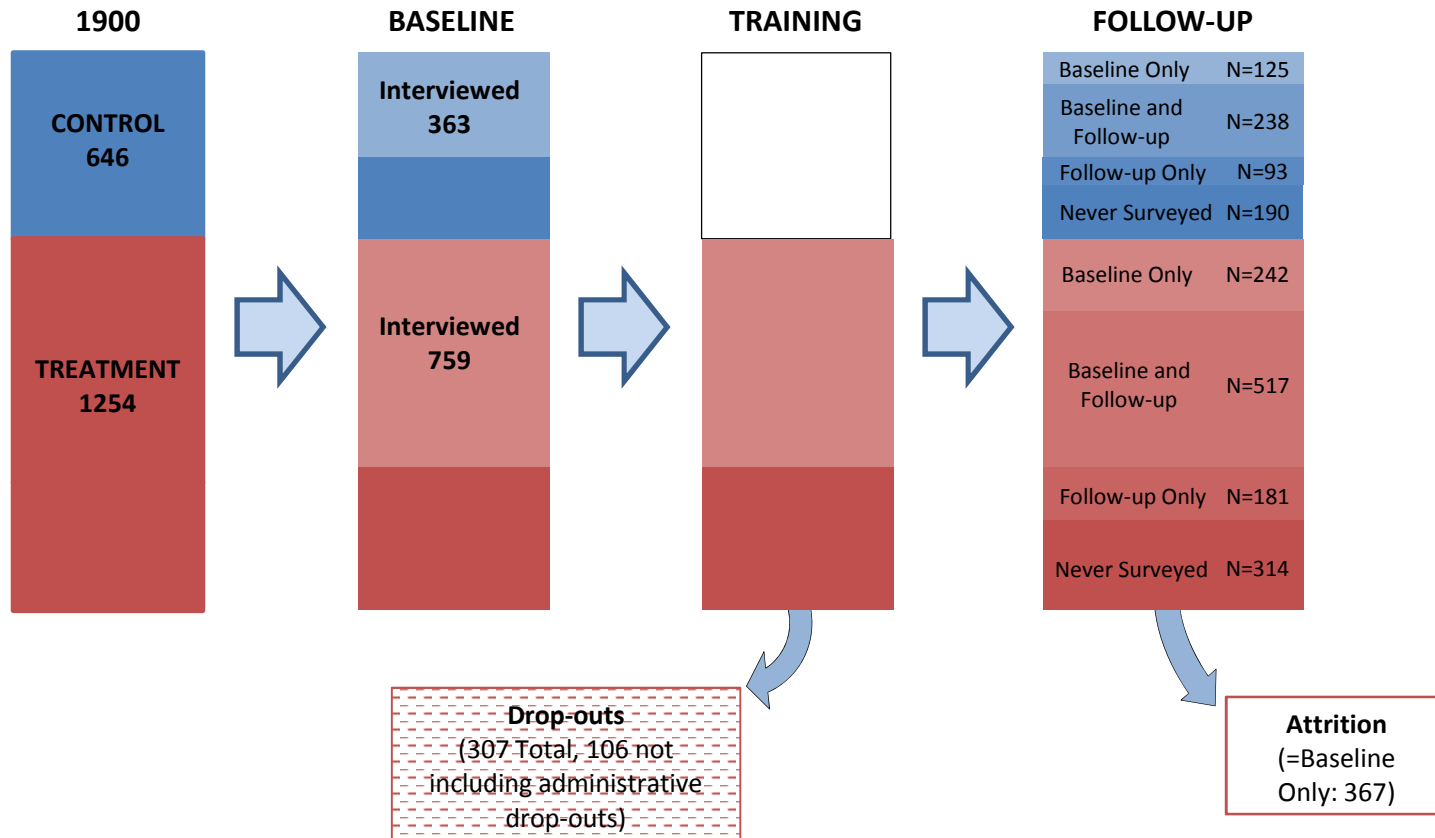 1900
CONTROL
646
TREATMENT
1254
BASELINE
Interviewed
363
Interviewed
759
TRAINING
FOLLOW-UP
Baseline Only N=125
Baseline and
Follow-up
N=238
Follow-up Only N=93
Never Surveyed N=190
Baseline Only N=242
Baseline and
Follow-up
N=517
Follow-up Only N=181
Never Surveyed N=314
Drop-outs
(307 Total, 106 not
including administrative
drop-outs)
Attrition
(=Baseline
Only: 367)